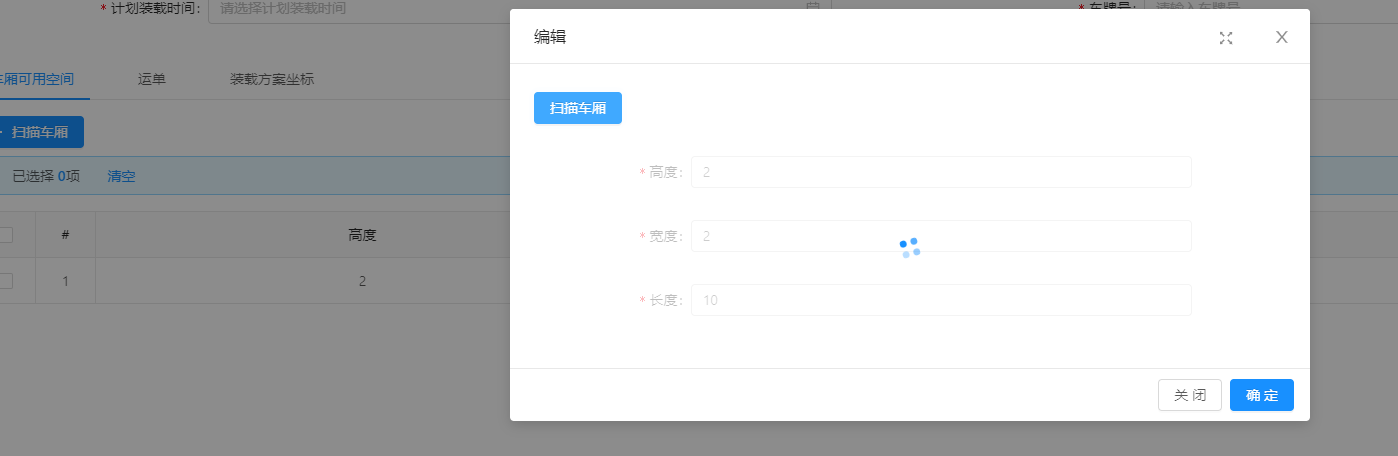 * 计划装载时间: 请选择计划装载时间
* 车牌号: 请输入车牌号
编辑
车厢可用空间 运单 装载方案坐标
扫描车厢
扫描车厢
已选择 0项 清空
* 高度: 2
* 宽度: 2
* 长度: 10
# 高度
1 2
关 闭 确 定